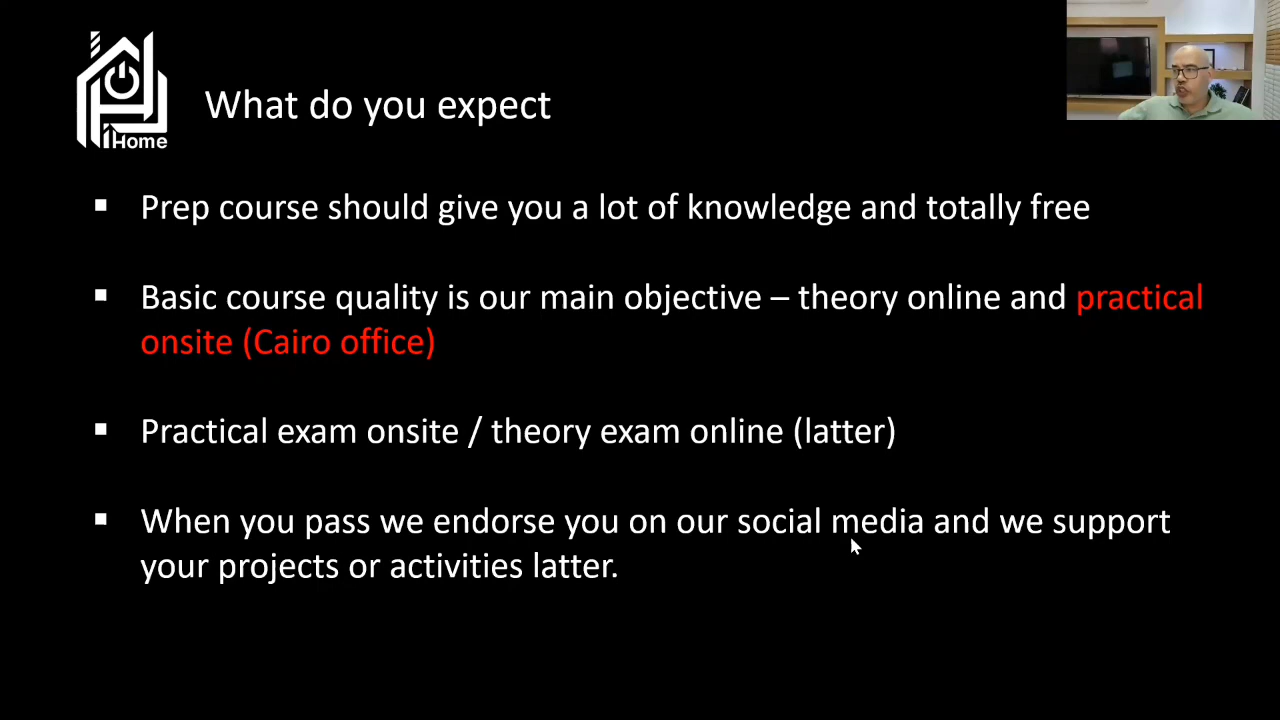 iHome
What do you expect
▪ Prep course should give you a lot of knowledge and totally free
▪ Basic course quality is our main objective – theory online and practical
onsite (Cairo office)
▪ Practical exam onsite / theory exam online (latter)
▪ When you pass we endorse you on our social media and we support
your projects or activities latter.